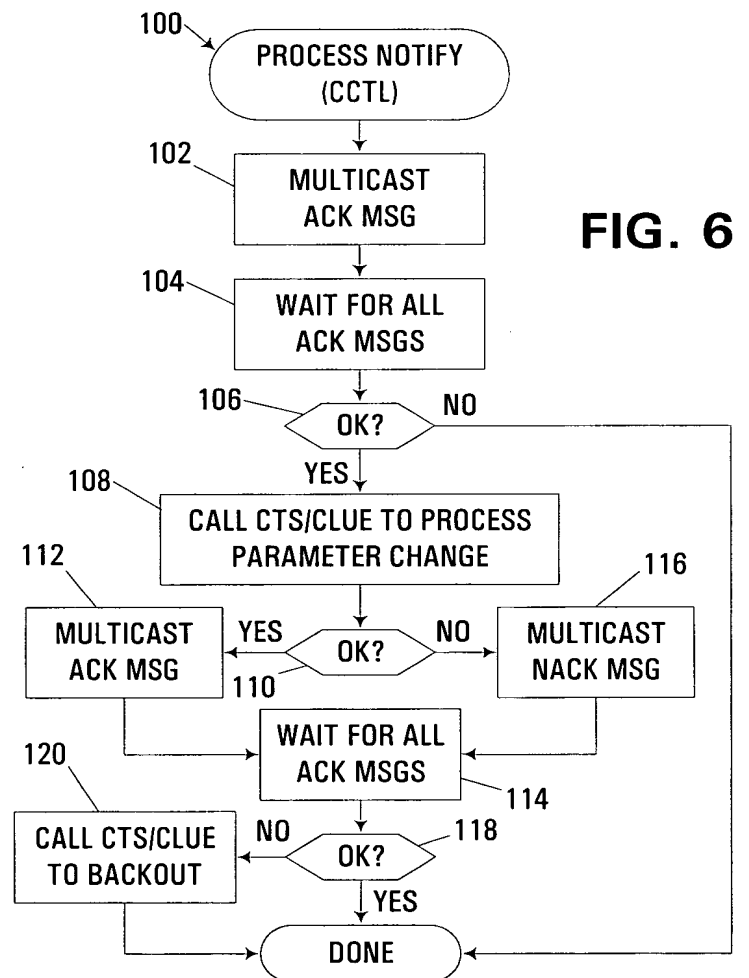 100
PROCESS NOTIFY
(CCTL)
102
MULTICAST
ACK MSG
FIG. 6
104
WAIT FOR ALL
ACK MSGS
106
OK?
NO
YES
108
CALL CTS/CLUE TO PROCESS
PARAMETER CHANGE
112
116
MULTICAST
ACK MSG
YES
OK?
NO
110
MULTICAST
NACK MSG
WAIT FOR ALL
ACK MSGS
114
120
118
CALL CTS/CLUE
TO BACKOUT
NO
OK?
YES
DONE